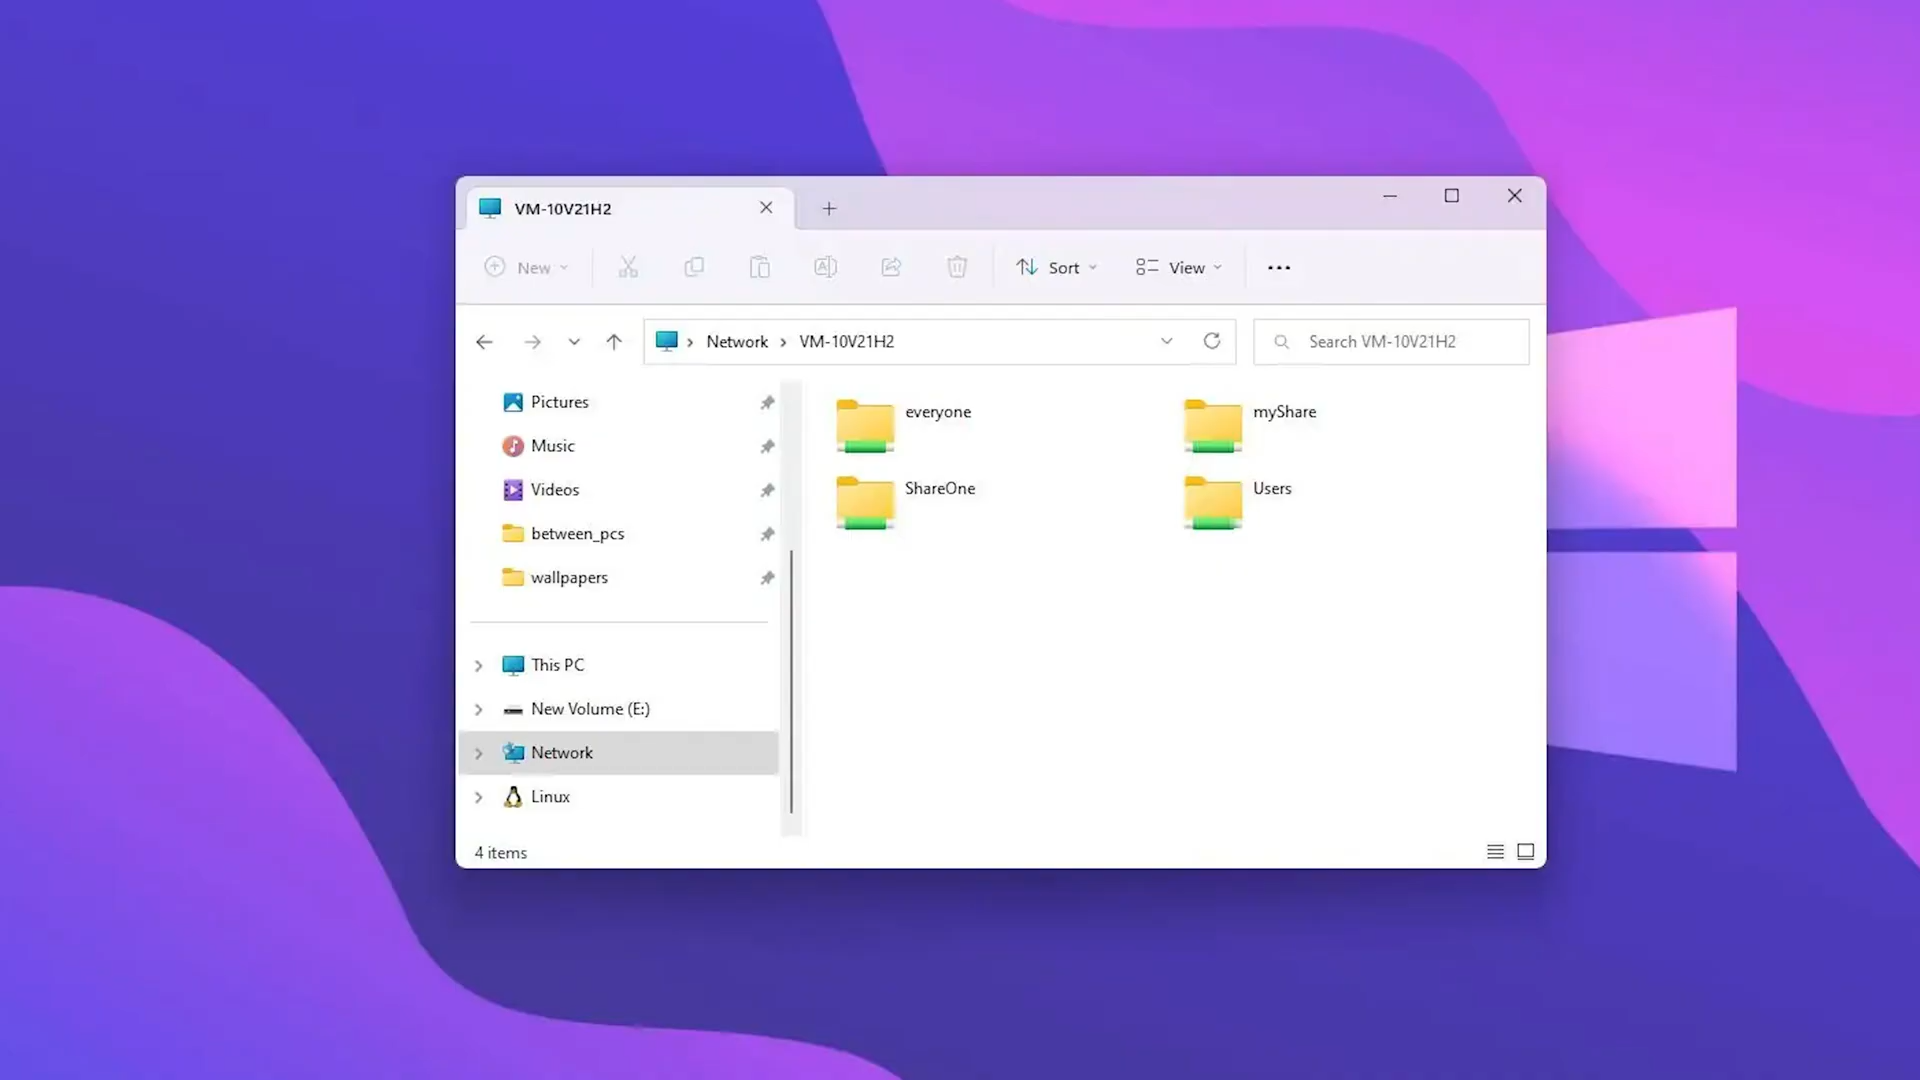 VM-10V21H2
New
Sort
View
Network
VM-10V21H2
Search VM-10V21H2
Pictures
Music
Videos
between_pcs
wallpapers
This PC
New Volume (E:)
Network
Linux
everyone
myShare
ShareOne
Users
4 items